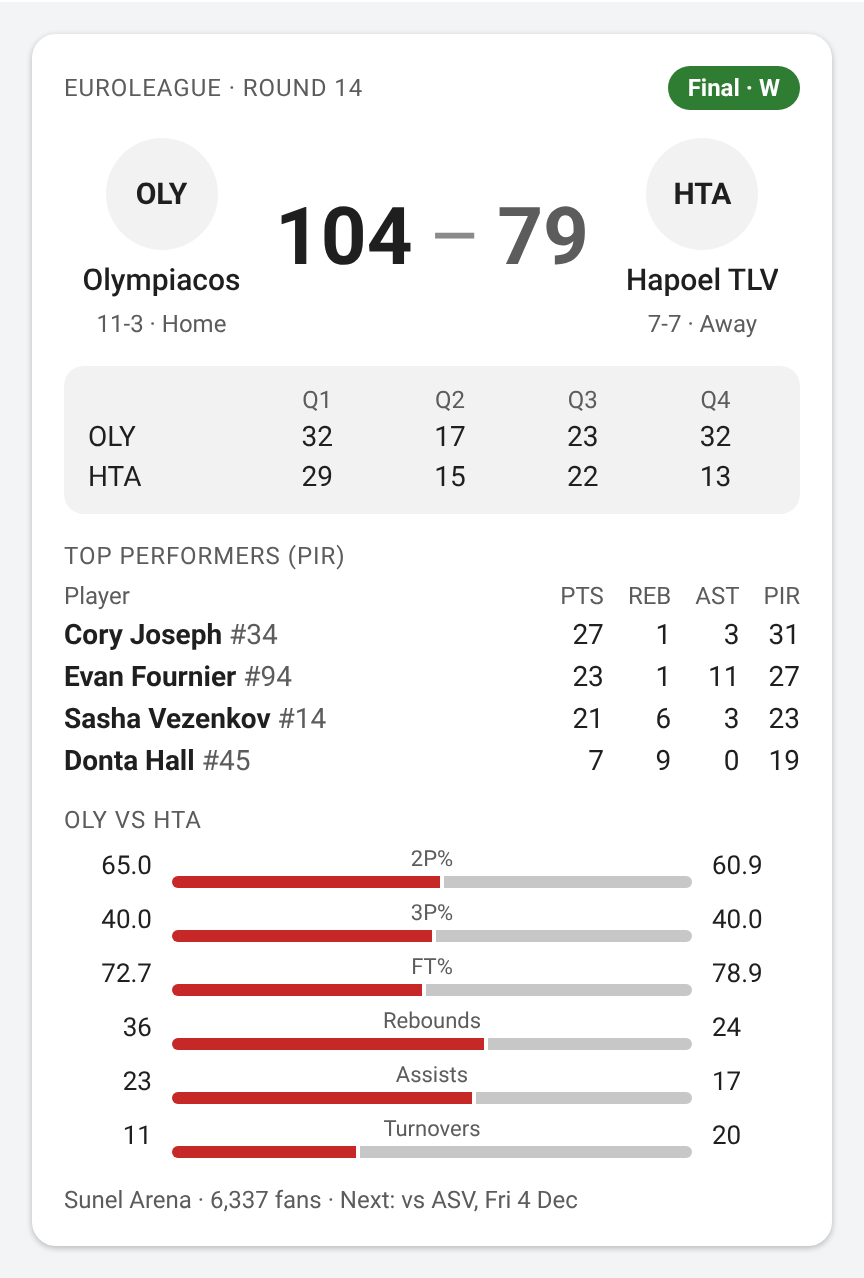 EUROLEAGUE · ROUND 14
Final · W
OLY
HTA
104 – 79
Olympiacos
Hapoel TLV
11-3 · Home
7-7 · Away
Q1 Q2 Q3 Q4
OLY 32 17 23 32
HTA 29 15 22 13
TOP PERFORMERS (PIR)
Player PTS REB AST PIR
Cory Joseph #34 27 1 3 31
Evan Fournier #94 23 1 11 27
Sasha Vezenkov #14 21 6 3 23
Donta Hall #45 7 9 0 19
OLY VS HTA
65.0 2P% 60.9
40.0 3P% 40.0
72.7 FT% 78.9
36 Rebounds 24
23 Assists 17
11 Turnovers 20
Sunel Arena · 6,337 fans · Next: vs ASV, Fri 4 Dec